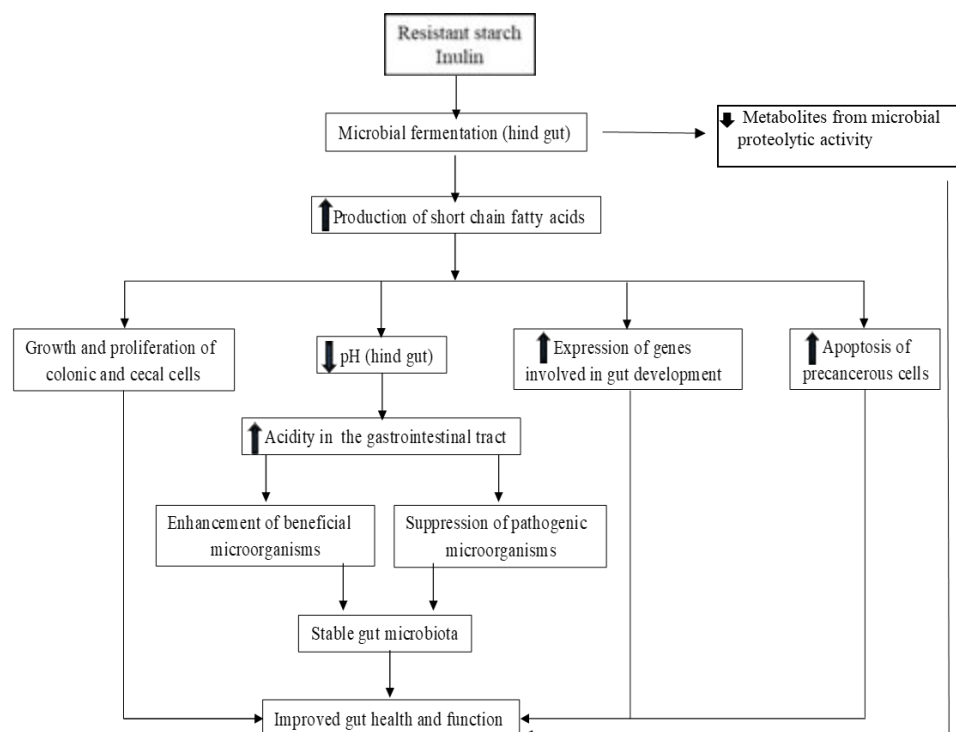 Resistant starch
Inulin
Microbial fermentation (hind gut)
Metabolites from microbial
proteolytic activity
Production of short chain fatty acids
Growth and proliferation of
colonic and cecal cells
pH (hind gut)
Expression of genes
involved in gut development
Apoptosis of
precancerous cells
Acidity in the gastrointestinal tract
Enhancement of beneficial
microorganisms
Suppression of pathogenic
microorganisms
Stable gut microbiota
Improved gut health and function